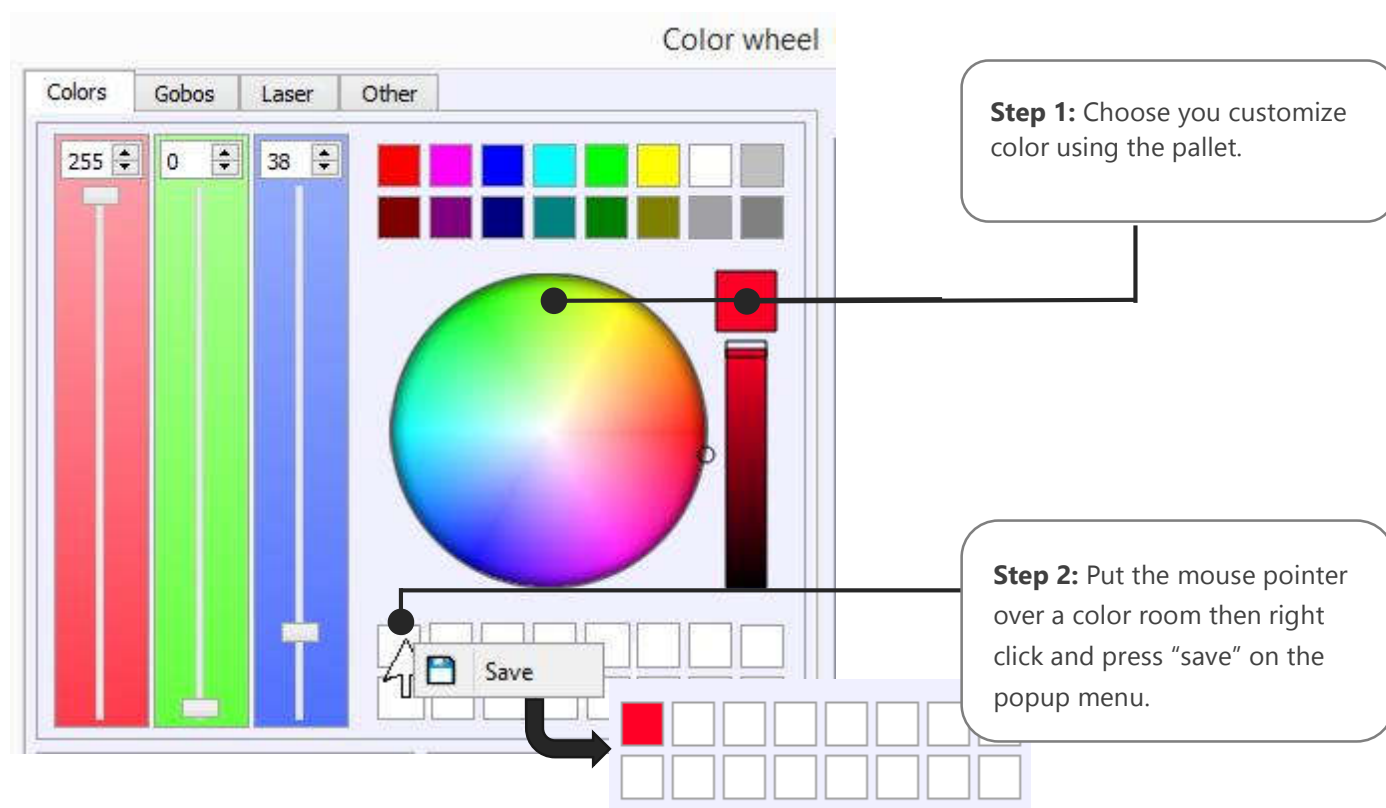 Color wheel
Colors Gobos Laser Other
255 0 38
Step 1: Choose you customize
color using the pallet.
Step 2: Put the mouse pointer
over a color room then right
click and press “save” on the
popup menu.
Save